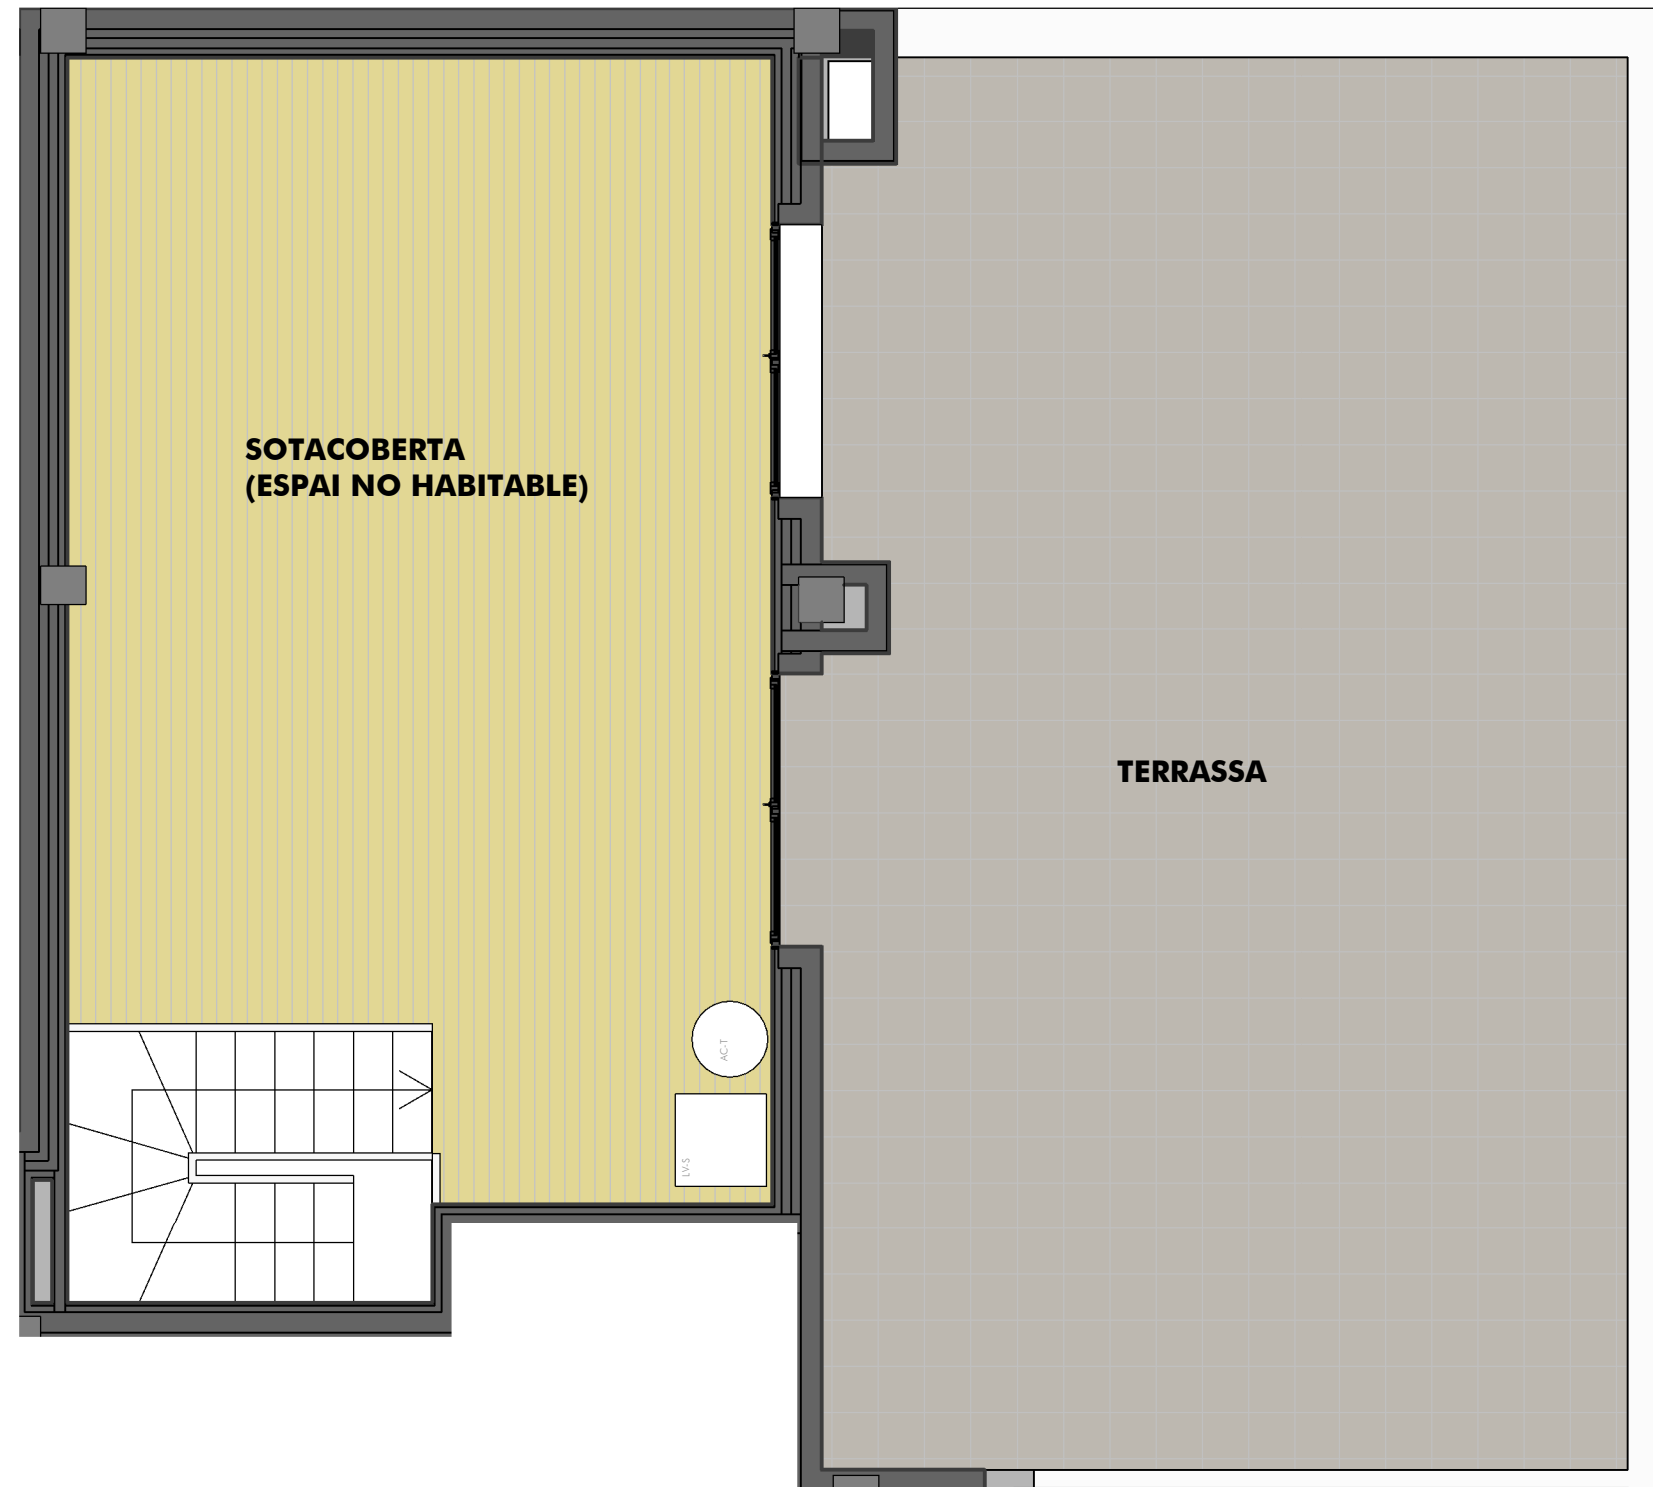 SOTACOBERTA
(ESPAI NO HABITABLE)
TERRASSA
AC-T
LV-S